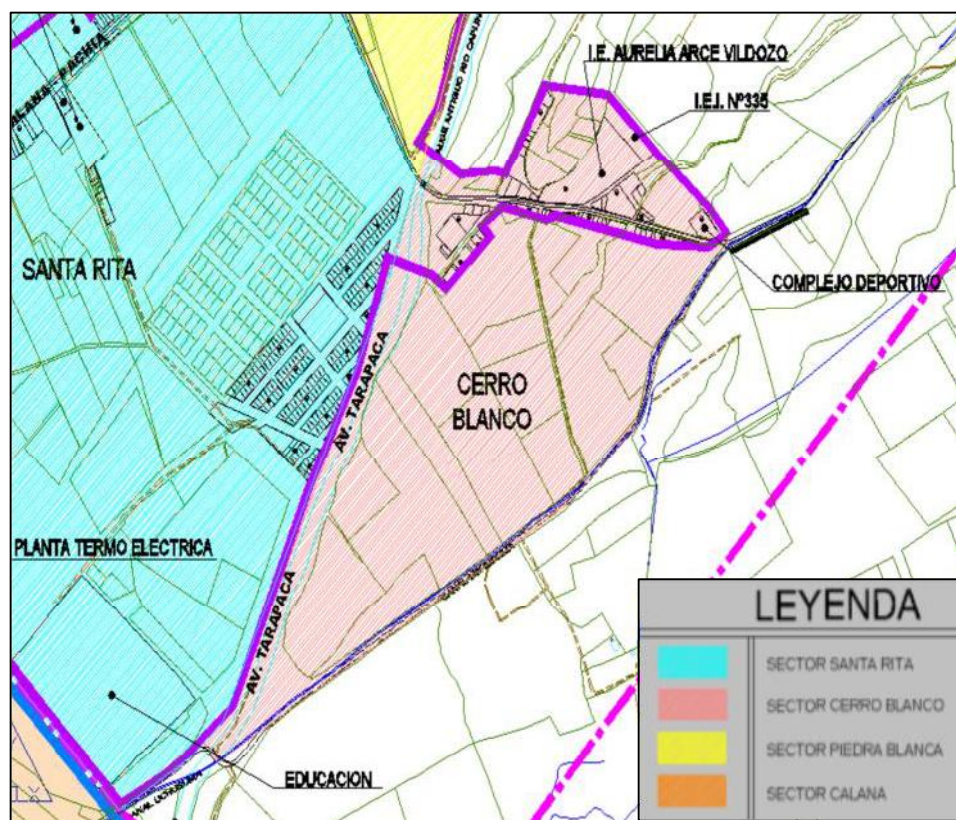 I.E. AURELIA ARCE VILDOZO
I.E.I. Nº335
SANTA RITA
COMPLEJO DEPORTIVO
CERRO
BLANCO
AV. TARAPACA
PLANTA TERMO ELECTRICA
AV. TARAPACA
EDUCACION
LEYENDA
SECTOR SANTA RITA
SECTOR CERRO BLANCO
SECTOR PIEDRA BLANCA
SECTOR CALANA